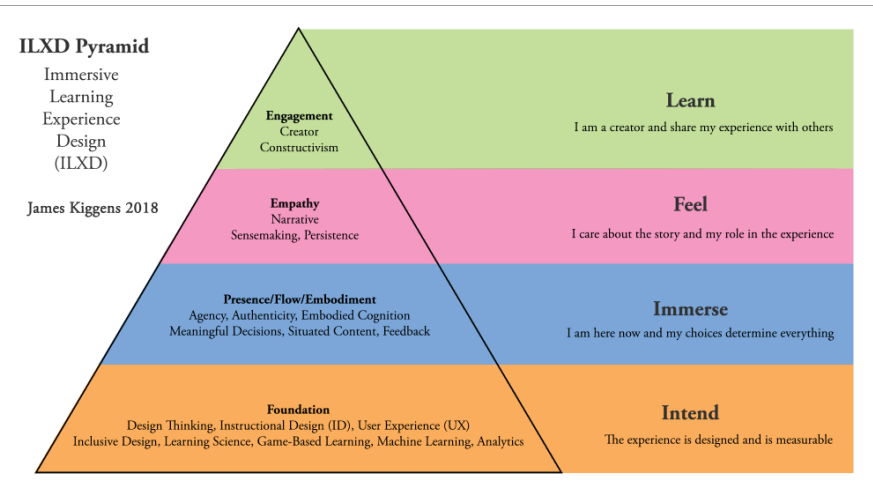 ILXD Pyramid
Immersive
Learning
Experience
Design
(ILXD)
James Kiggens 2018
Engagement
Creator
Constructivism
Learn
I am a creator and share my experience with others
Empathy
Narrative
Sensemaking, Persistence
Feel
I care about the story and my role in the experience
Presence/Flow/Embodiment
Agency, Authenticity, Embodied Cognition
Meaningful Decisions, Situated Content, Feedback
Immerse
I am here now and my choices determine everything
Foundation
Design Thinking, Instructional Design (ID), User Experience (UX)
Inclusive Design, Learning Science, Game-Based Learning, Machine Learning, Analytics
Intend
The experience is designed and is measurable